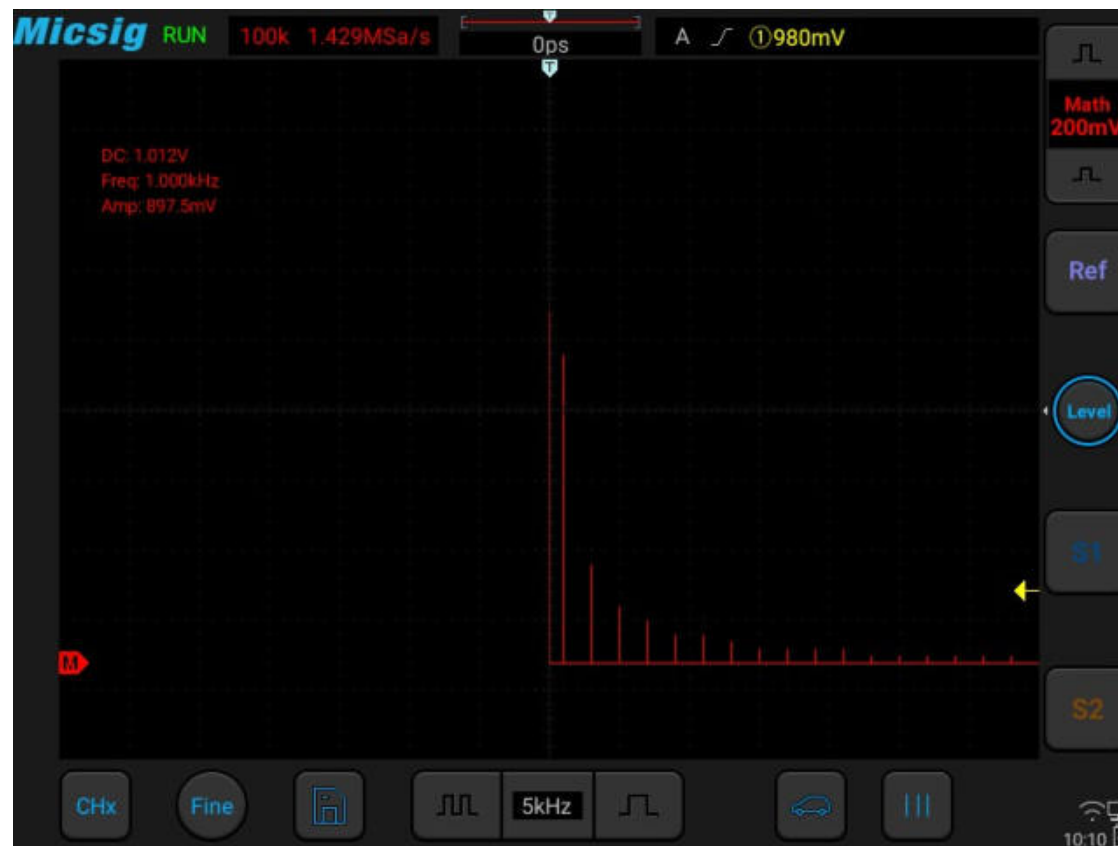 Micsig RUN 100k 1.429MSa/s 0ps A ①980mV
T
T
Math
200mV
DC: 1.012V
Freq: 1.000kHz
Amp: 897.5mV
Ref
Level
S1
M
S2
CHx Fine 5kHz
10:10